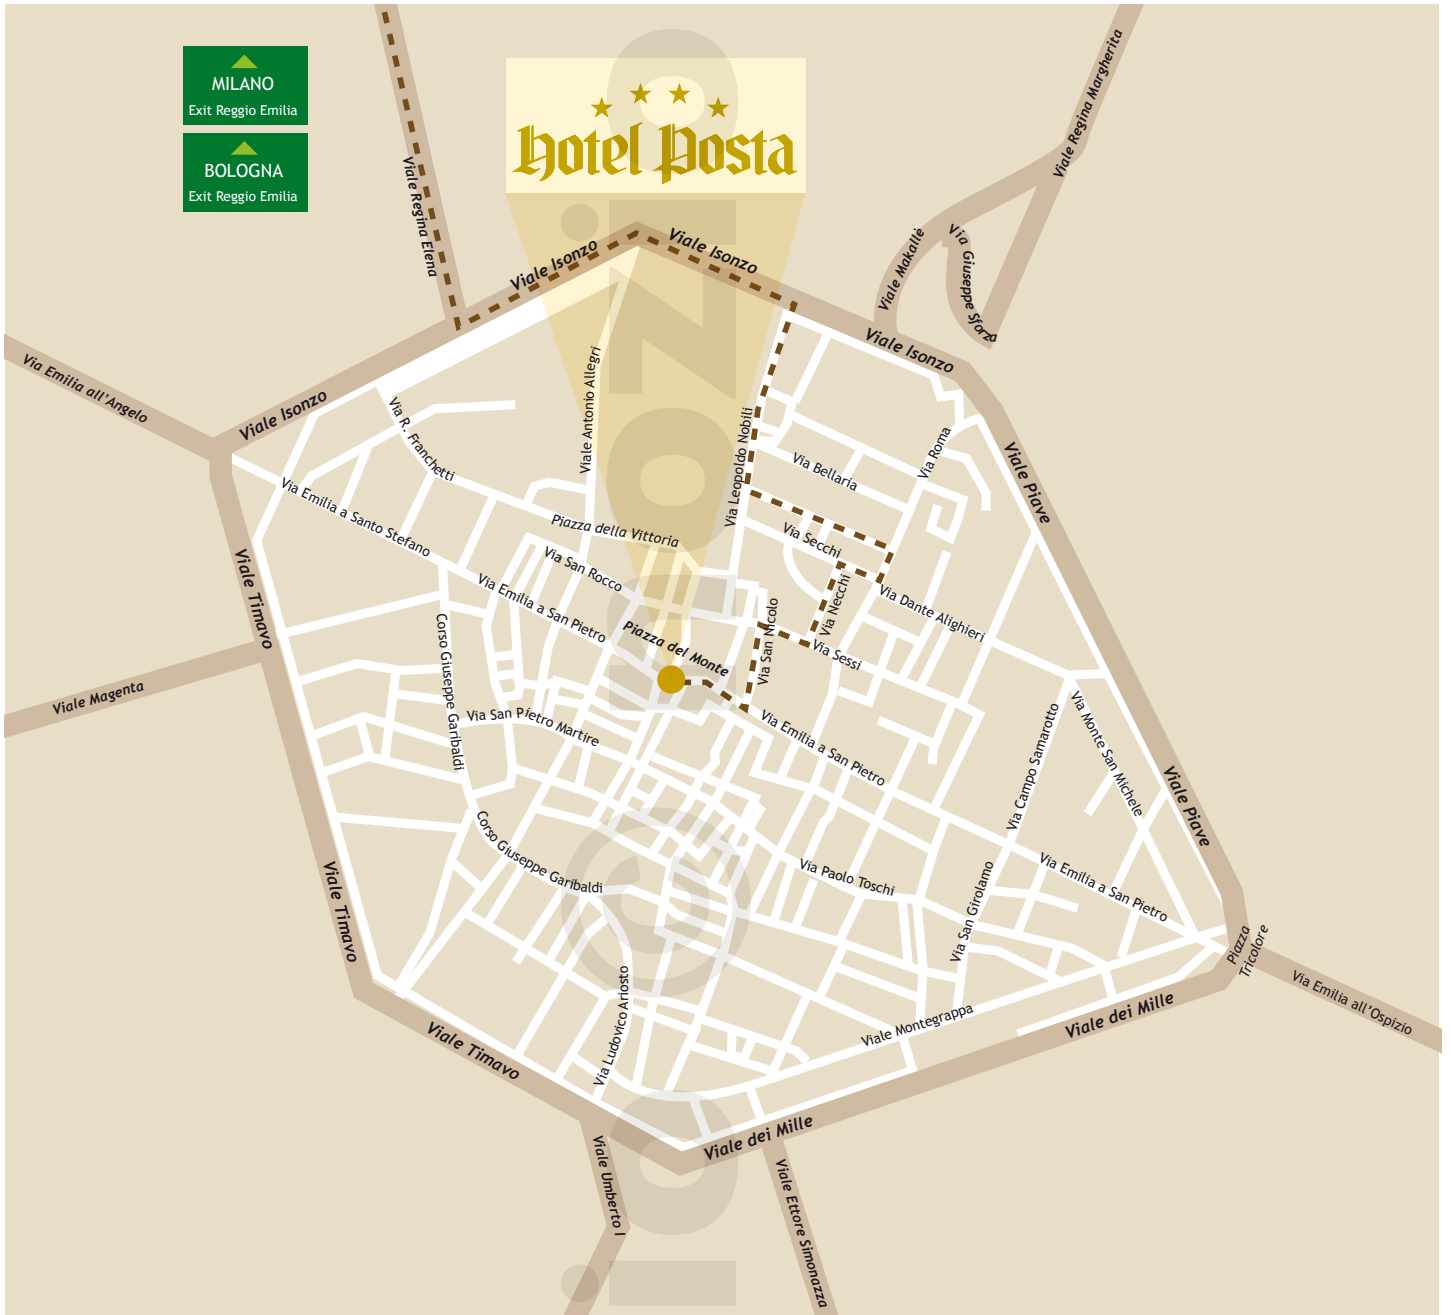 MILANO
Exit Reggio Emilia
BOLOGNA
Exit Reggio Emilia
Hotel Posta
Viale Regina Elena
Viale Regina Margherita
Viale Isonzo
Viale Isonzo
Viale Makallè
Via Giuseppe Sforza
Viale Isonzo
Via Emilia all'Angelo
Viale Isonzo
Viale Antonio Allegri
Via R. Franchetti
Via Leopoldo Nobili
Via Bellaria
Via Roma
Viale Piave
Via Emilia a Santo Stefano
Piazza della Vittoria
Via Secchi
Via San Rocco
Viale Timavo
Via Emilia a San Pietro
Via Necchi
Via Dante Alighieri
Via San Nicolo
Piazza del Monte
Via Sessi
Corso Giuseppe Garibaldi
Viale Magenta
Via San Pietro Martire
Via Emilia a San Pietro
Via Campo Samarotto
Via Monte San Michele
Viale Piave
Corso Giuseppe Garibaldi
Via Paolo Toschi
Via San Girolamo
Via Emilia a San Pietro
Viale Timavo
Piazza
Tricolore
Via Emilia all'Ospizio
Via Ludovico Ariosto
Viale Montegrappa
Viale dei Mille
Viale Timavo
Viale dei Mille
Viale Umberto I
Viale Ettore Simonazza